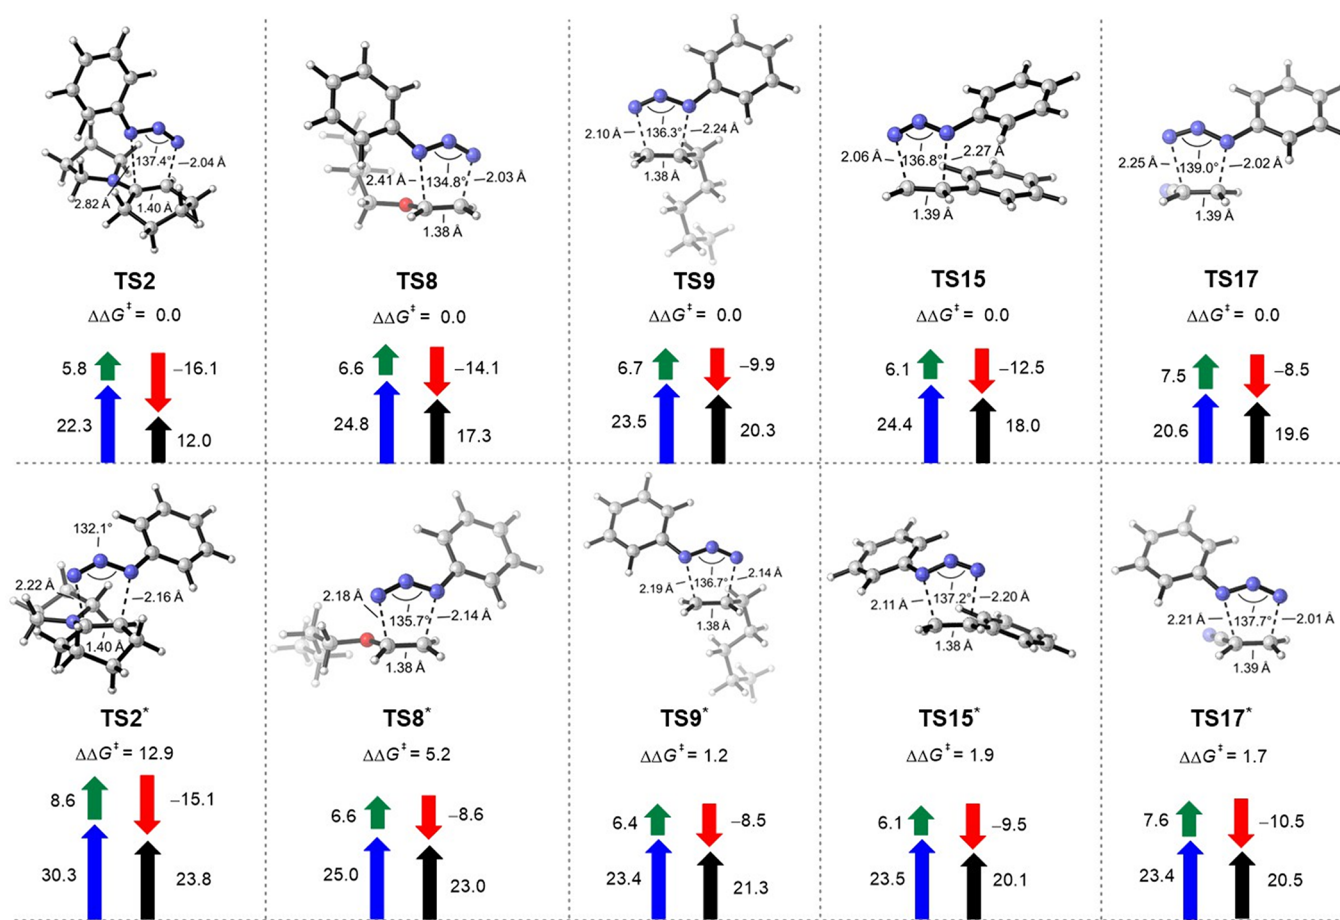 137.4°
2.04 Å
2.82 Å
1.40 Å
TS2
ΔΔG‡ = 0.0
5.8
−16.1
22.3
12.0
2.41 Å
134.8°
2.03 Å
1.38 Å
TS8
ΔΔG‡ = 0.0
6.6
−14.1
24.8
17.3
2.10 Å
136.3°
2.24 Å
1.38 Å
TS9
ΔΔG‡ = 0.0
6.7
−9.9
23.5
20.3
2.06 Å
136.8°
2.27 Å
1.39 Å
TS15
ΔΔG‡ = 0.0
6.1
−12.5
24.4
18.0
2.25 Å
139.0°
2.02 Å
1.39 Å
TS17
ΔΔG‡ = 0.0
7.5
−8.5
20.6
19.6
132.1°
2.22 Å
2.16 Å
1.40 Å
TS2*
ΔΔG‡ = 12.9
8.6
−15.1
30.3
23.8
2.18 Å
135.7°
2.14 Å
1.38 Å
TS8*
ΔΔG‡ = 5.2
6.6
−8.6
25.0
23.0
2.19 Å
136.7°
2.14 Å
1.38 Å
TS9*
ΔΔG‡ = 1.2
6.4
−8.5
23.4
21.3
2.11 Å
137.2°
2.20 Å
1.38 Å
TS15*
ΔΔG‡ = 1.9
6.1
−9.5
23.5
20.1
2.21 Å
137.7°
2.01 Å
1.39 Å
TS17*
ΔΔG‡ = 1.7
7.6
−10.5
23.4
20.5